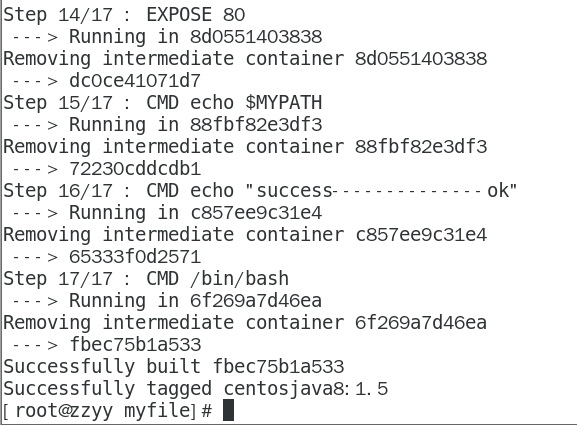 Step 14/17 : EXPOSE 80
---> Running in 8d0551403838
Removing intermediate container 8d0551403838
---> dc0ce41071d7
Step 15/17 : CMD echo $MYPATH
---> Running in 88fbf82e3df3
Removing intermediate container 88fbf82e3df3
---> 72230cddcdb1
Step 16/17 : CMD echo "success--------------ok"
---> Running in c857ee9c31e4
Removing intermediate container c857ee9c31e4
---> 65333f0d2571
Step 17/17 : CMD /bin/bash
---> Running in 6f269a7d46ea
Removing intermediate container 6f269a7d46ea
---> fbec75b1a533
Successfully built fbec75b1a533
Successfully tagged centosjava8:1.5
[root@zzyy myfile]#